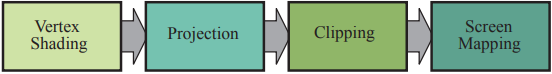 Vertex
Shading
Projection
Clipping
Screen
Mapping